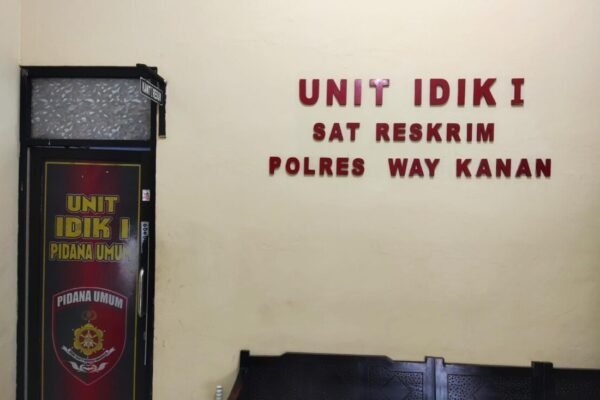 UNIT IDIK I
SAT RESKRIM
POLRES WAY KANAN
UNIT
IDIK I
PIDANA UMUM
PIDANA UMUM